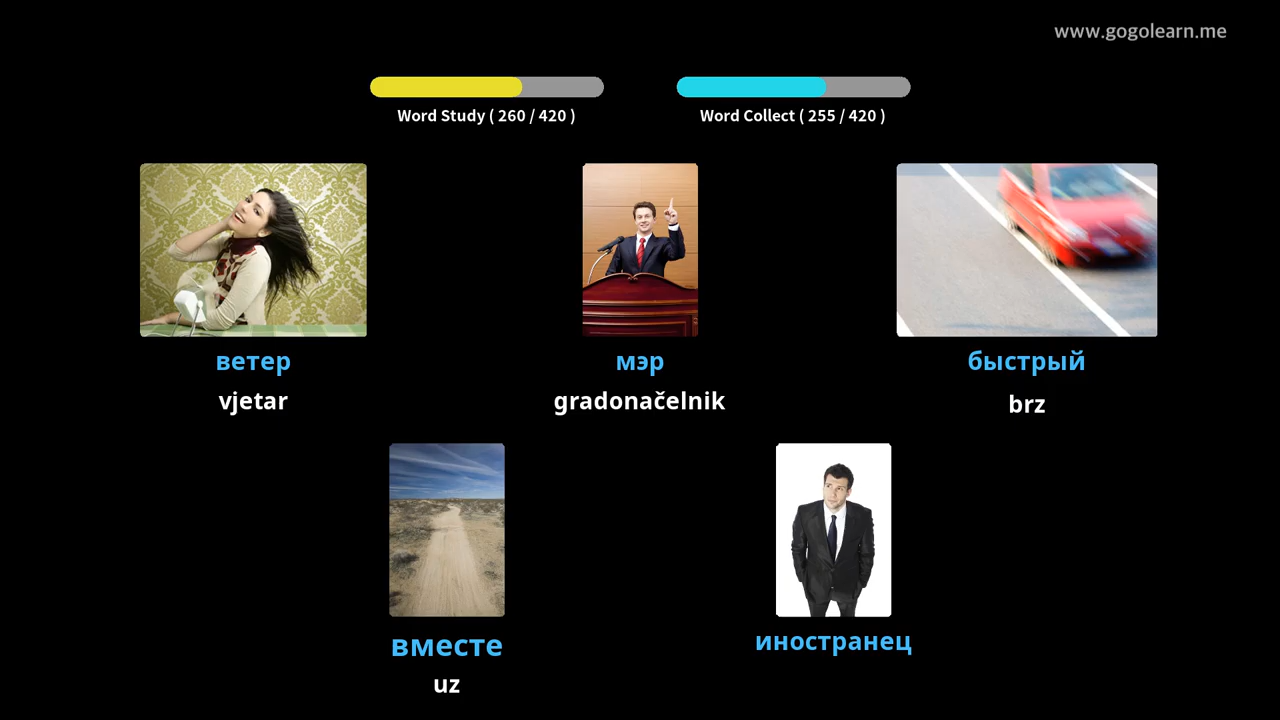 www.gogolearn.me
Word Study ( 260 / 420 )
Word Collect ( 255 / 420 )
ветер
мэр
быстрый
vjetar
gradonačelnik
brz
вместе
иностранец
uz